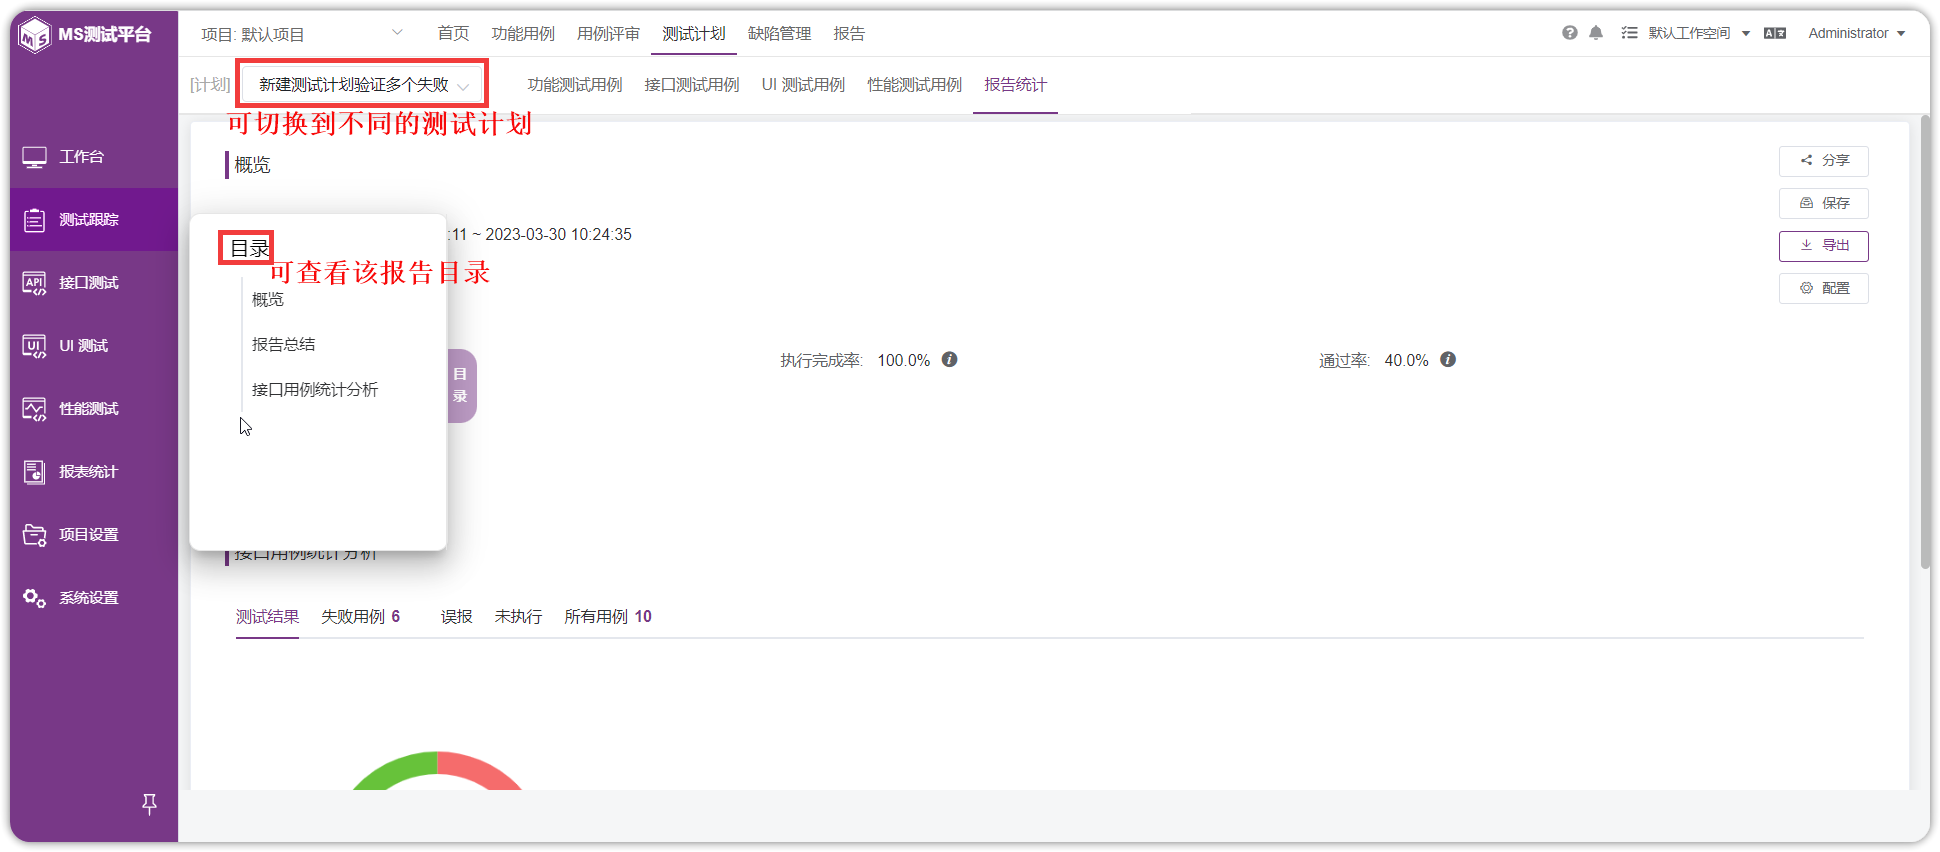 MS测试平台
项目: 默认项目
首页 功能用例 用例评审 测试计划 缺陷管理 报告
默认工作空间
Administrator
[计划] 新建测试计划验证多个失败
功能测试用例 接口测试用例 UI 测试用例 性能测试用例 报告统计
可切换到不同的测试计划
工作台
测试跟踪
接口测试
UI 测试
性能测试
报表统计
项目设置
系统设置
概览
分享
保存
导出
配置
目录
:11 ~ 2023-03-30 10:24:35
可查看该报告目录
概览
报告总结
接口用例统计分析
目录
执行完成率: 100.0%
通过率: 40.0%
接口用例统计分析
测试结果 失败用例 6 误报 未执行 所有用例 10